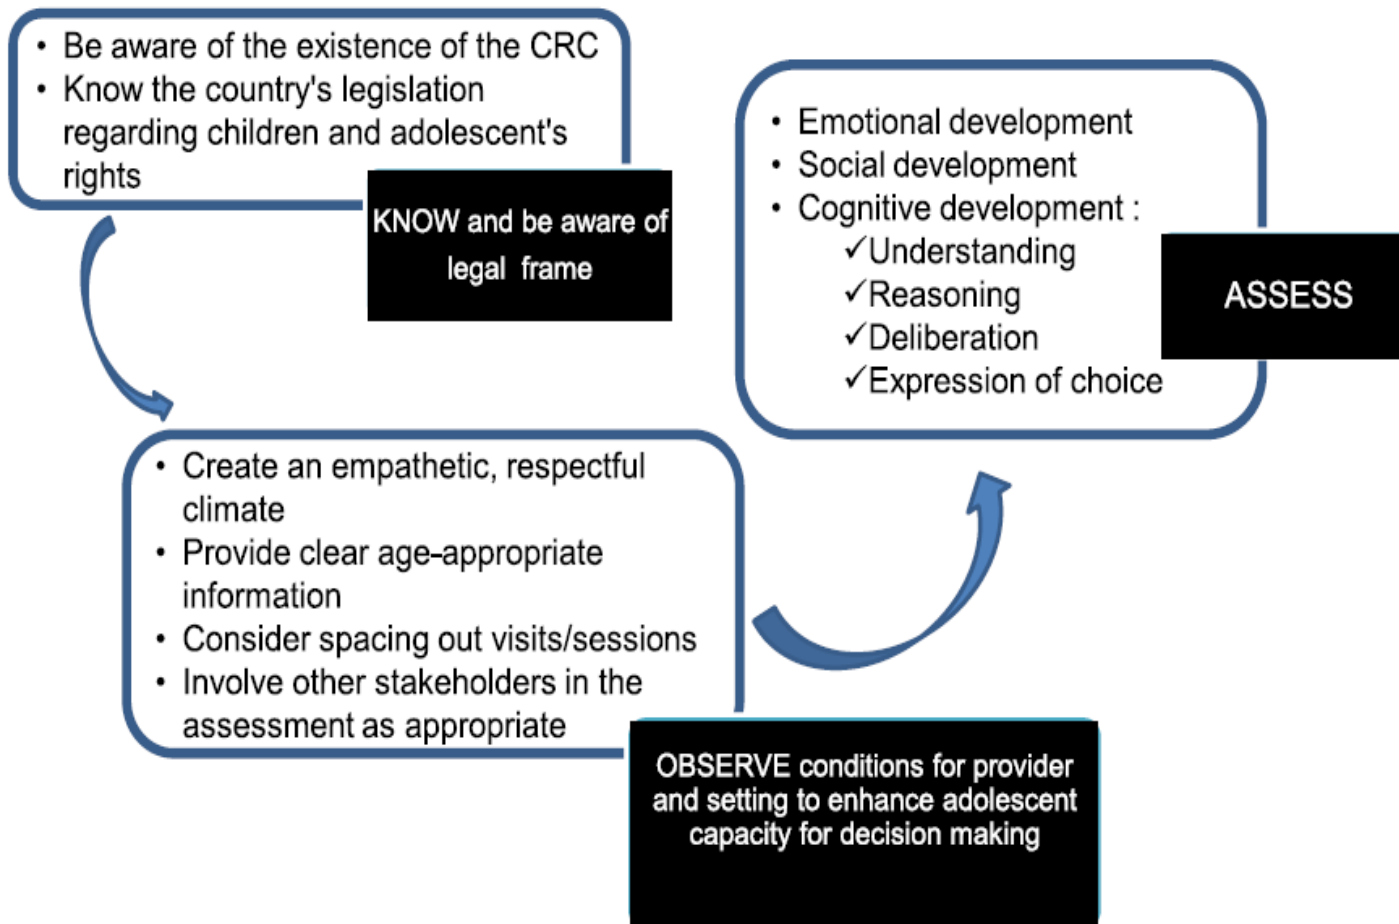 • Be aware of the existence of the CRC
• Know the country's legislation
regarding children and adolescent's
rights
KNOW and be aware of
legal frame
• Create an empathetic, respectful
climate
• Provide clear age-appropriate
information
• Consider spacing out visits/sessions
• Involve other stakeholders in the
assessment as appropriate
OBSERVE conditions for provider
and setting to enhance adolescent
capacity for decision making
• Emotional development
• Social development
• Cognitive development :
✓Understanding
✓Reasoning
✓Deliberation
✓Expression of choice
ASSESS